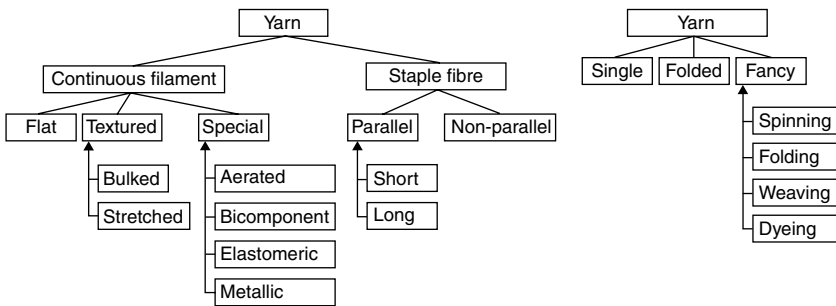 Yarn
Continuous filament
Staple fibre
Flat
Textured
Special
Parallel
Non-parallel
Bulked
Stretched
Aerated
Bicomponent
Elastomeric
Metallic
Short
Long
Yarn
Single
Folded
Fancy
Spinning
Folding
Weaving
Dyeing